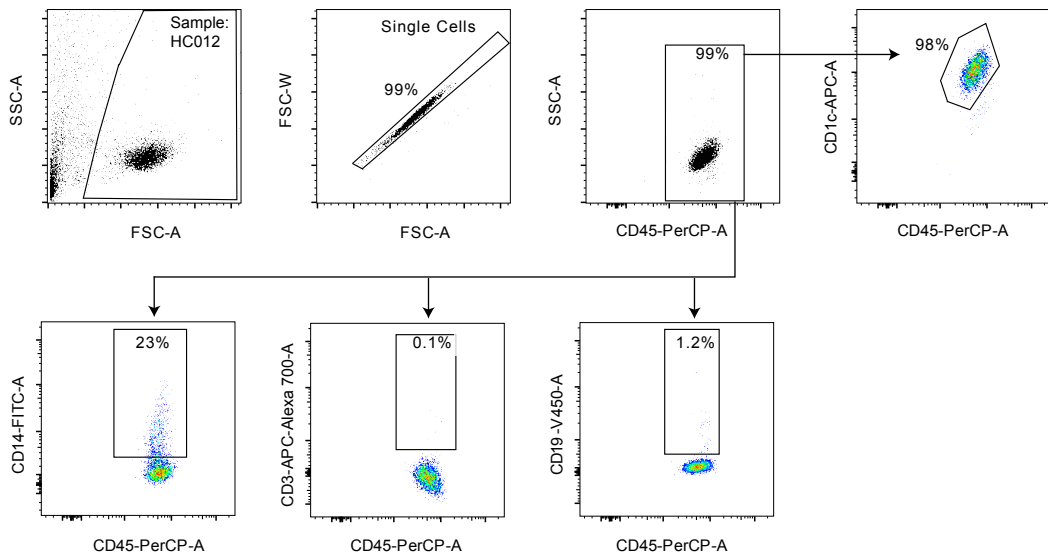 Sample:
HC012
SSC-A
FSC-A
Single Cells
99%
FSC-W
FSC-A
99%
SSC-A
CD45-PerCP-A
98%
CD1c-APC-A
CD45-PerCP-A
23%
CD14-FITC-A
CD45-PerCP-A
0.1%
CD3-APC-Alexa 700-A
CD45-PerCP-A
1.2%
CD19-V450-A
CD45-PerCP-A